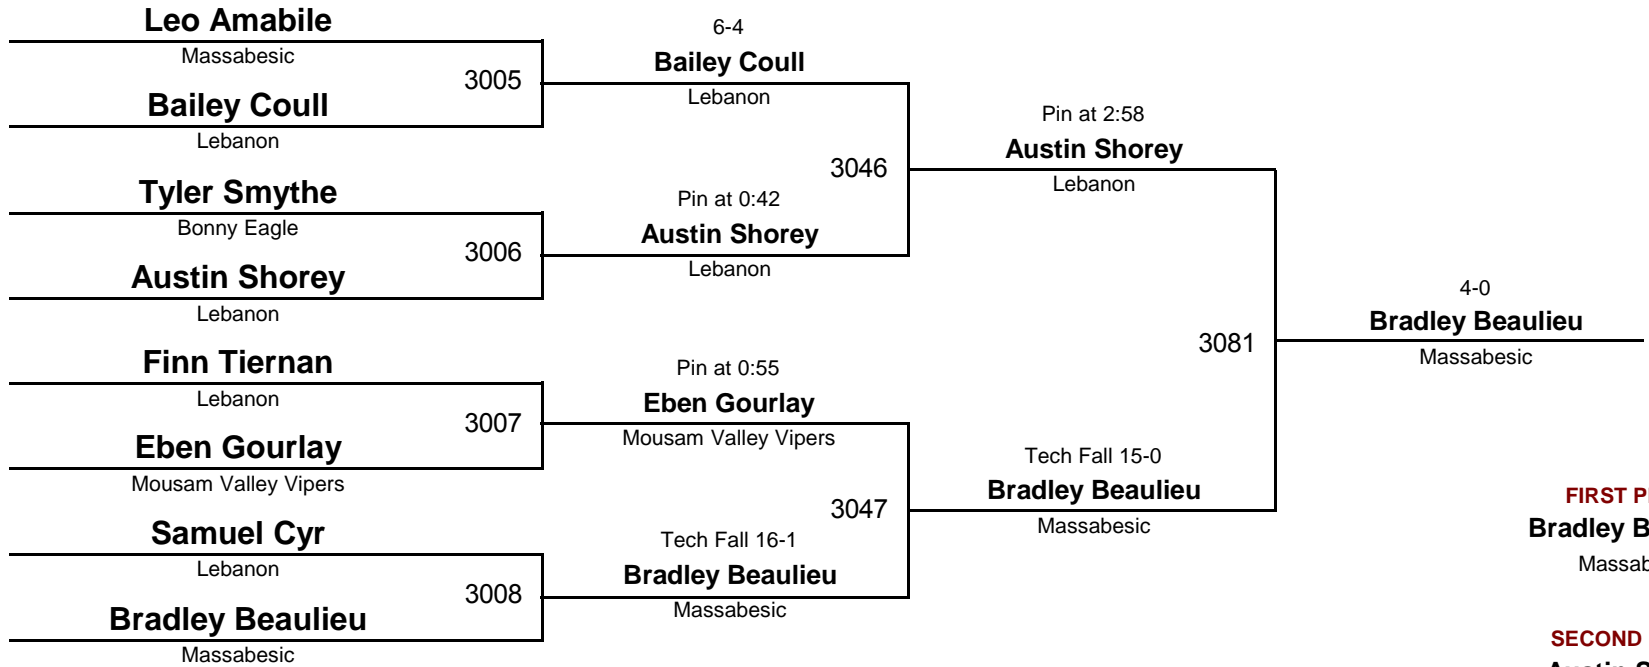 Leo Amabile
Massabesic
3005
Bailey Coull
Lebanon
Tyler Smythe
Bonny Eagle
3006
Austin Shorey
Lebanon
Finn Tiernan
Lebanon
3007
Eben Gourlay
Mousam Valley Vipers
Samuel Cyr
Lebanon
3008
Bradley Beaulieu
Massabesic
6-4
Bailey Coull
Lebanon
3046
Pin at 0:42
Austin Shorey
Lebanon
Pin at 0:55
Eben Gourlay
Mousam Valley Vipers
3047
Tech Fall 16-1
Bradley Beaulieu
Massabesic
Pin at 2:58
Austin Shorey
Lebanon
3081
Tech Fall 15-0
Bradley Beaulieu
Massabesic
4-0
Bradley Beaulieu
Massabesic
FIRST
Bradley
SECOND
Austin